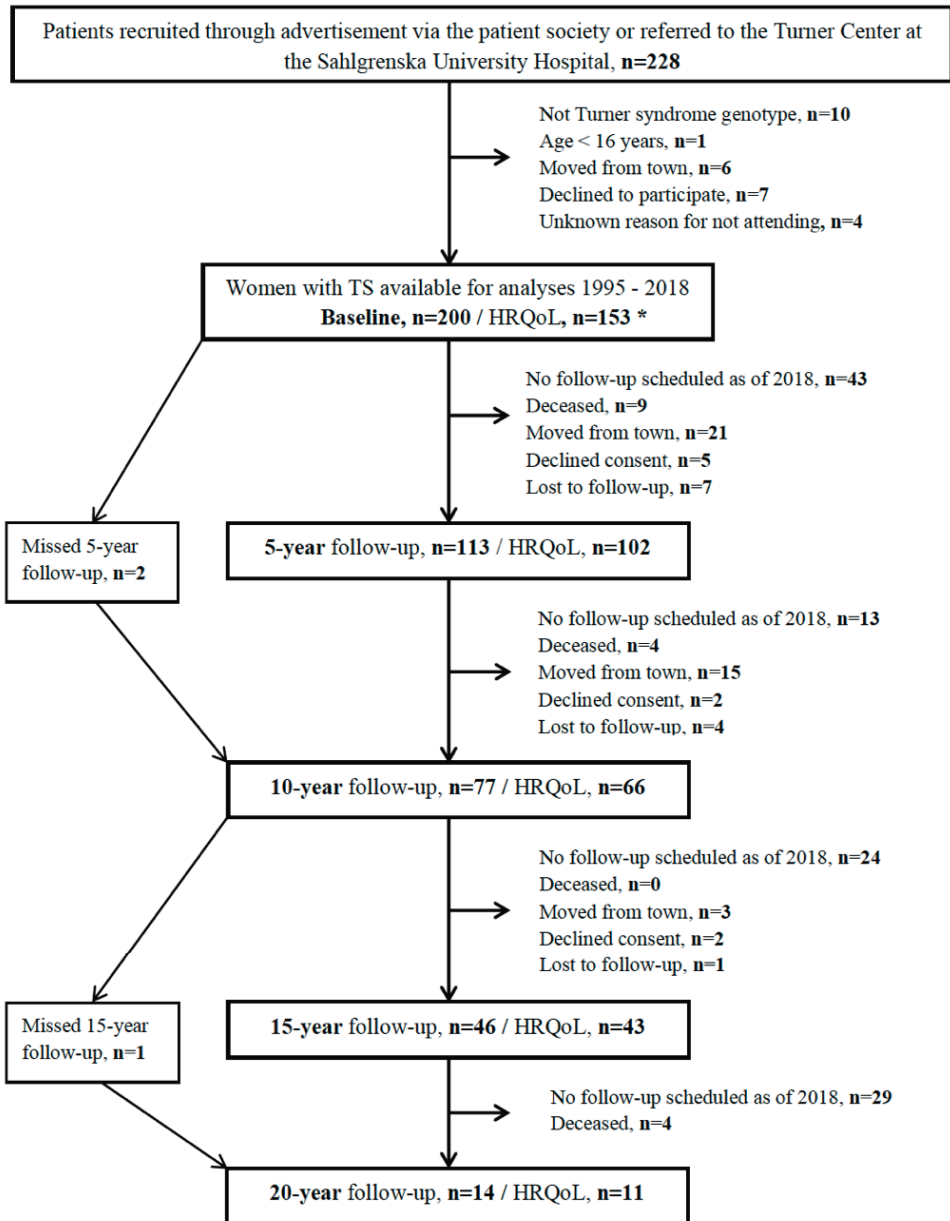 Patients recruited through advertisement via the patient society or referred to the Turner Center at
the Sahlgrenska University Hospital, n=228
Not Turner syndrome genotype, n=10
Age < 16 years, n=1
Moved from town, n=6
Declined to participate, n=7
Unknown reason for not attending, n=4
Women with TS available for analyses 1995 - 2018
Baseline, n=200 / HRQoL, n=153 *
No follow-up scheduled as of 2018, n=43
Deceased, n=9
Moved from town, n=21
Declined consent, n=5
Lost to follow-up, n=7
Missed 5-year
follow-up, n=2
5-year follow-up, n=113 / HRQoL, n=102
No follow-up scheduled as of 2018, n=13
Deceased, n=4
Moved from town, n=15
Declined consent, n=2
Lost to follow-up, n=4
10-year follow-up, n=77 / HRQoL, n=66
No follow-up scheduled as of 2018, n=24
Deceased, n=0
Moved from town, n=3
Declined consent, n=2
Lost to follow-up, n=1
Missed 15-year
follow-up, n=1
15-year follow-up, n=46 / HRQoL, n=43
No follow-up scheduled as of 2018, n=29
Deceased, n=4
20-year follow-up, n=14 / HRQoL, n=11